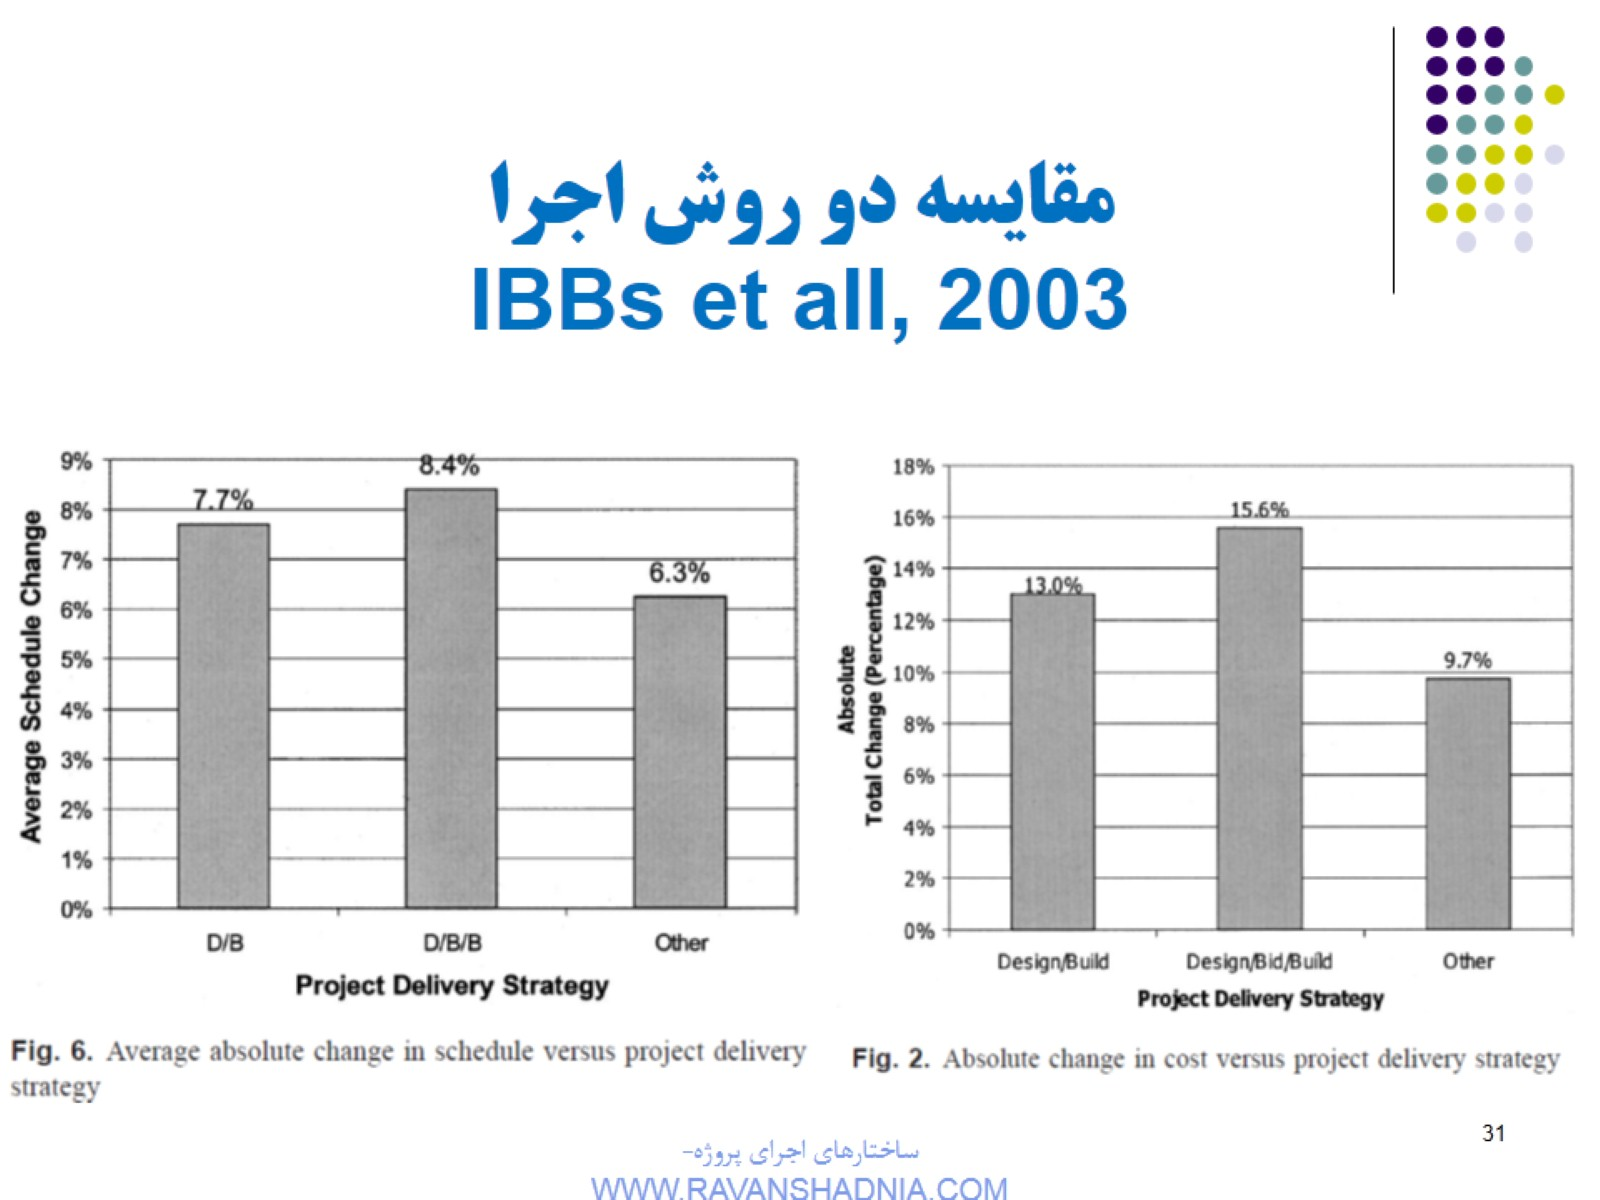 مقایسه دو روش اجرا
IBBs et all, 2003
9%
8%
7%
6%
5%
4%
3%
2%
1%
0%
Average Schedule Change
7.7%
8.4%
6.3%
D/B
D/B/B
Other
Project Delivery Strategy
Fig. 6. Average absolute change in schedule versus project delivery
strategy
18%
16%
14%
12%
10%
8%
6%
4%
2%
0%
Absolute
Total Change (Percentage)
13.0%
15.6%
9.7%
Design/Build
Design/Bid/Build
Other
Project Delivery Strategy
Fig. 2. Absolute change in cost versus project delivery strategy
31
ساختارهای اجرای پروژه-
WWW.RAVANSHADNIA.COM